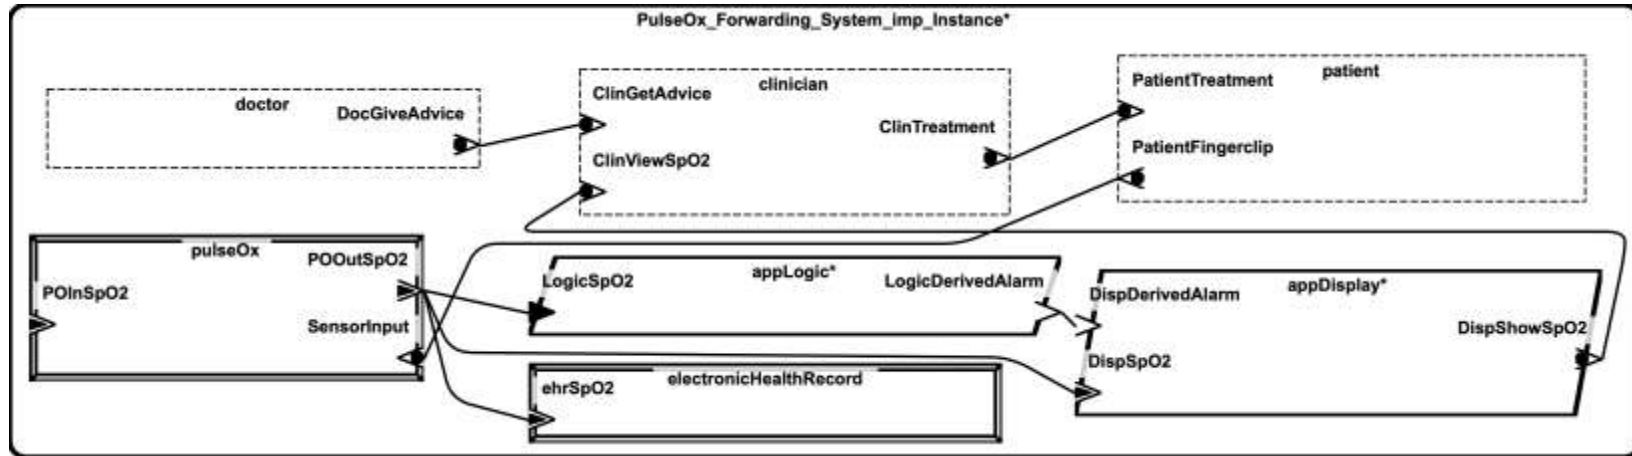 PulseOx_Forwarding_System_imp_Instance*
doctor
DocGiveAdvice
clinician
ClinGetAdvice
ClinTreatment
ClinViewSpO2
patient
PatientTreatment
PatientFingerclip
pulseOx
POOutSpO2
POInSpO2
SensorInput
appLogic*
LogicSpO2
LogicDerivedAlarm
appDisplay*
DispDerivedAlarm
DispShowSpO2
DispSpO2
electronicHealthRecord
ehrSpO2